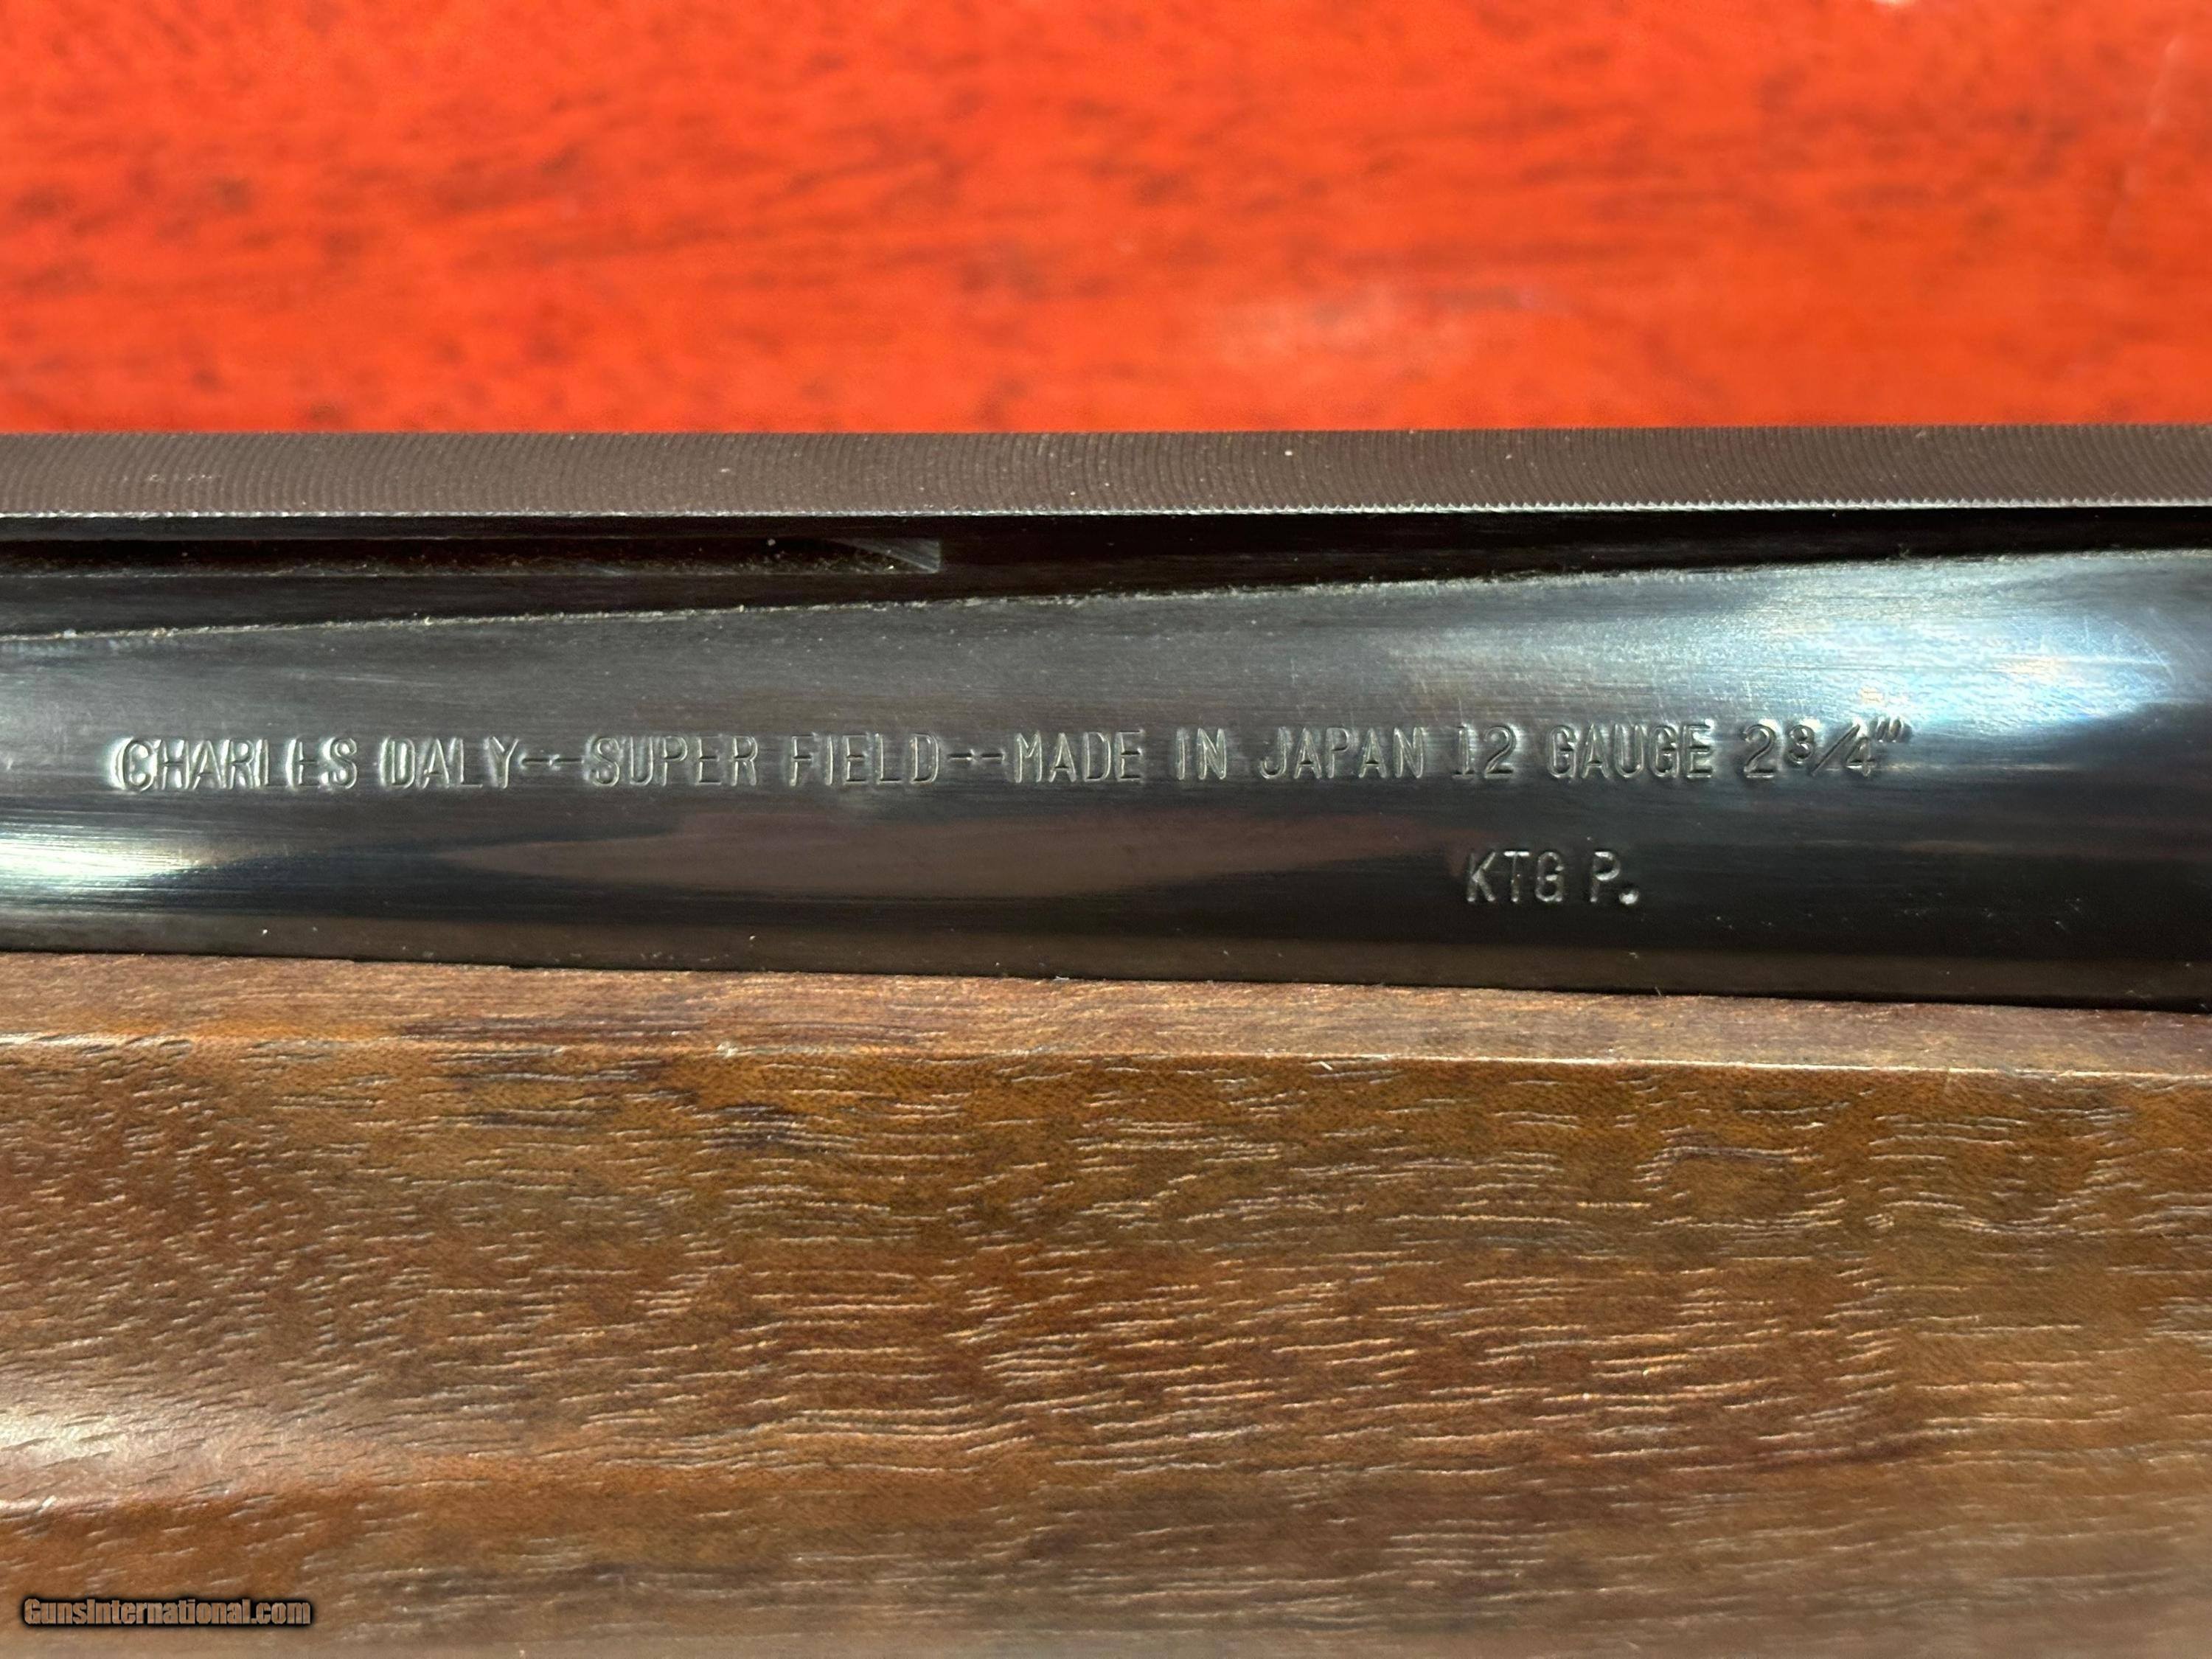 CHARLES DALY--SUPER FIELD--MADE IN JAPAN 12 GAUGE 2 3/4"
KTG P.
GunsInternational.com